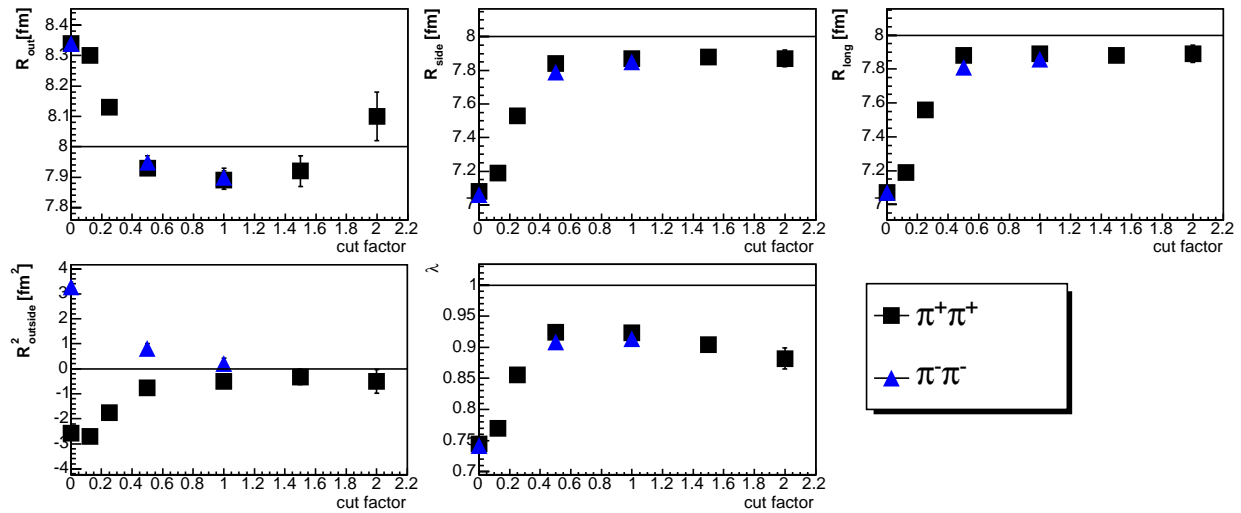 R_out [fm]
8.4
8.3
8.2
8.1
8
7.9
7.8
0 0.2 0.4 0.6 0.8 1 1.2 1.4 1.6 1.8 2 2.2
cut factor
R_side [fm]
8
7.8
7.6
7.4
7.2
7
0 0.2 0.4 0.6 0.8 1 1.2 1.4 1.6 1.8 2 2.2
cut factor
R_long [fm]
8
7.8
7.6
7.4
7.2
7
0 0.2 0.4 0.6 0.8 1 1.2 1.4 1.6 1.8 2 2.2
cut factor
R²_outside [fm²]
4
3
2
1
0
-1
-2
-3
-4
0 0.2 0.4 0.6 0.8 1 1.2 1.4 1.6 1.8 2 2.2
cut factor
λ
1
0.95
0.9
0.85
0.8
0.75
0.7
0 0.2 0.4 0.6 0.8 1 1.2 1.4 1.6 1.8 2 2.2
cut factor
π⁺π⁺
π⁻π⁻